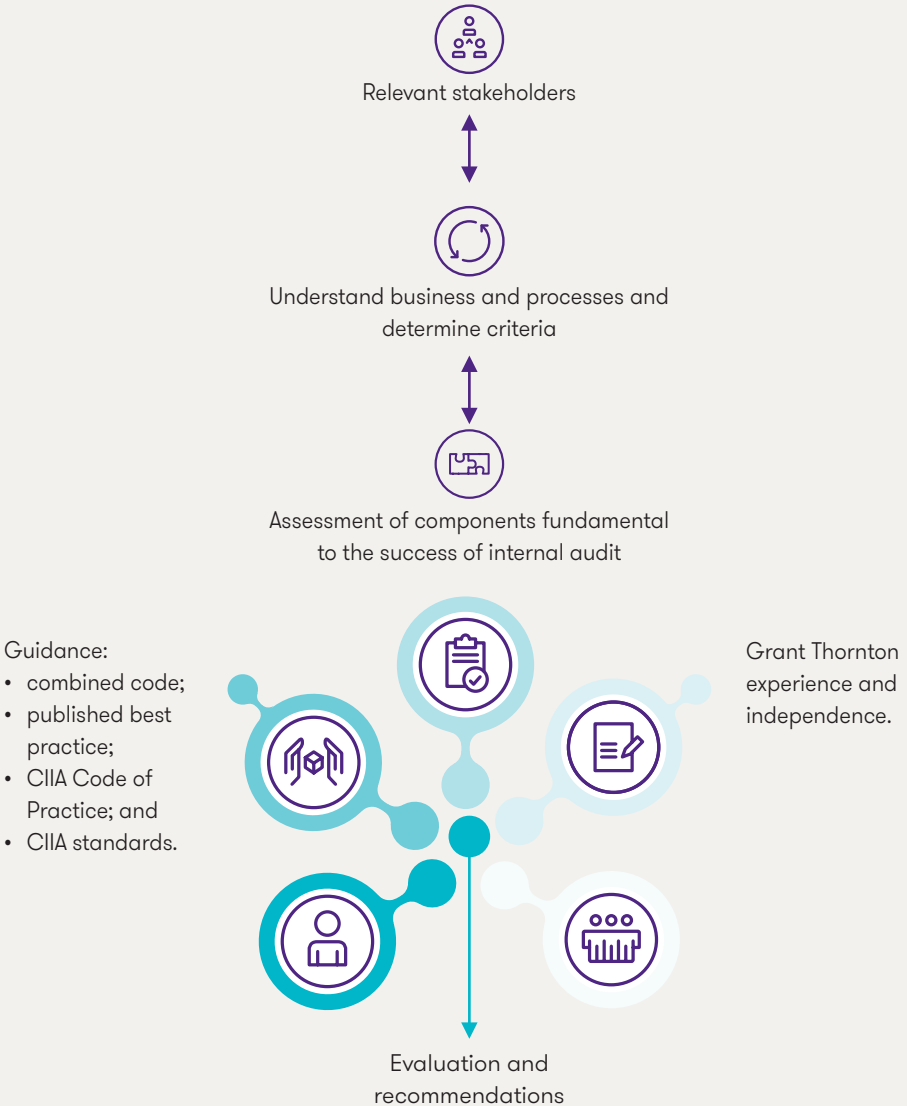 Relevant stakeholders
Understand business and processes and
determine criteria
Assessment of components fundamental
to the success of internal audit
Guidance:
• combined code;
• published best
practice;
• CIIA Code of
Practice; and
• CIIA standards.
Grant Thornton
experience and
independence.
Evaluation and
recommendations